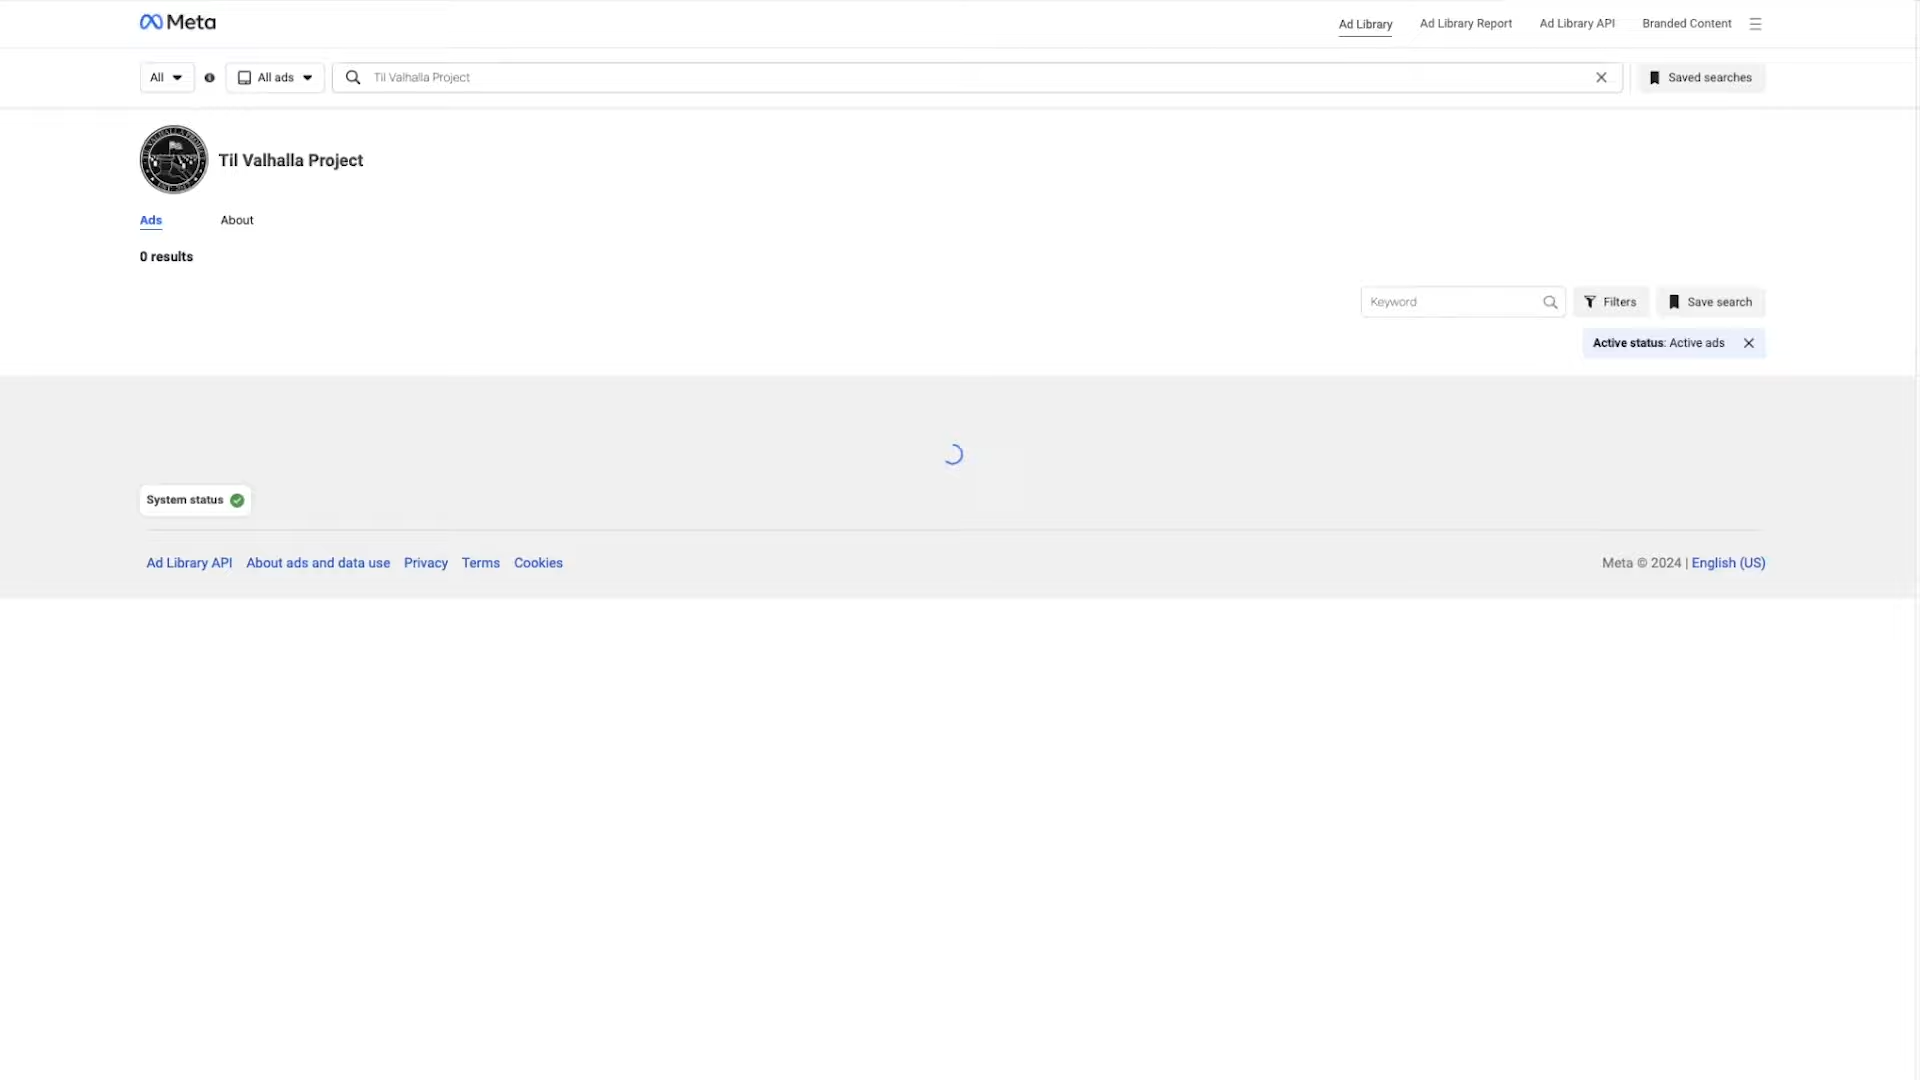 Meta
Ad Library Ad Library Report Ad Library API Branded Content
All All ads Til Valhalla Project Saved searches
Til Valhalla Project
Ads About
0 results
Keyword Filters Save search
Active status: Active ads
System status
Ad Library API About ads and data use Privacy Terms Cookies
Meta © 2024 | English (US)